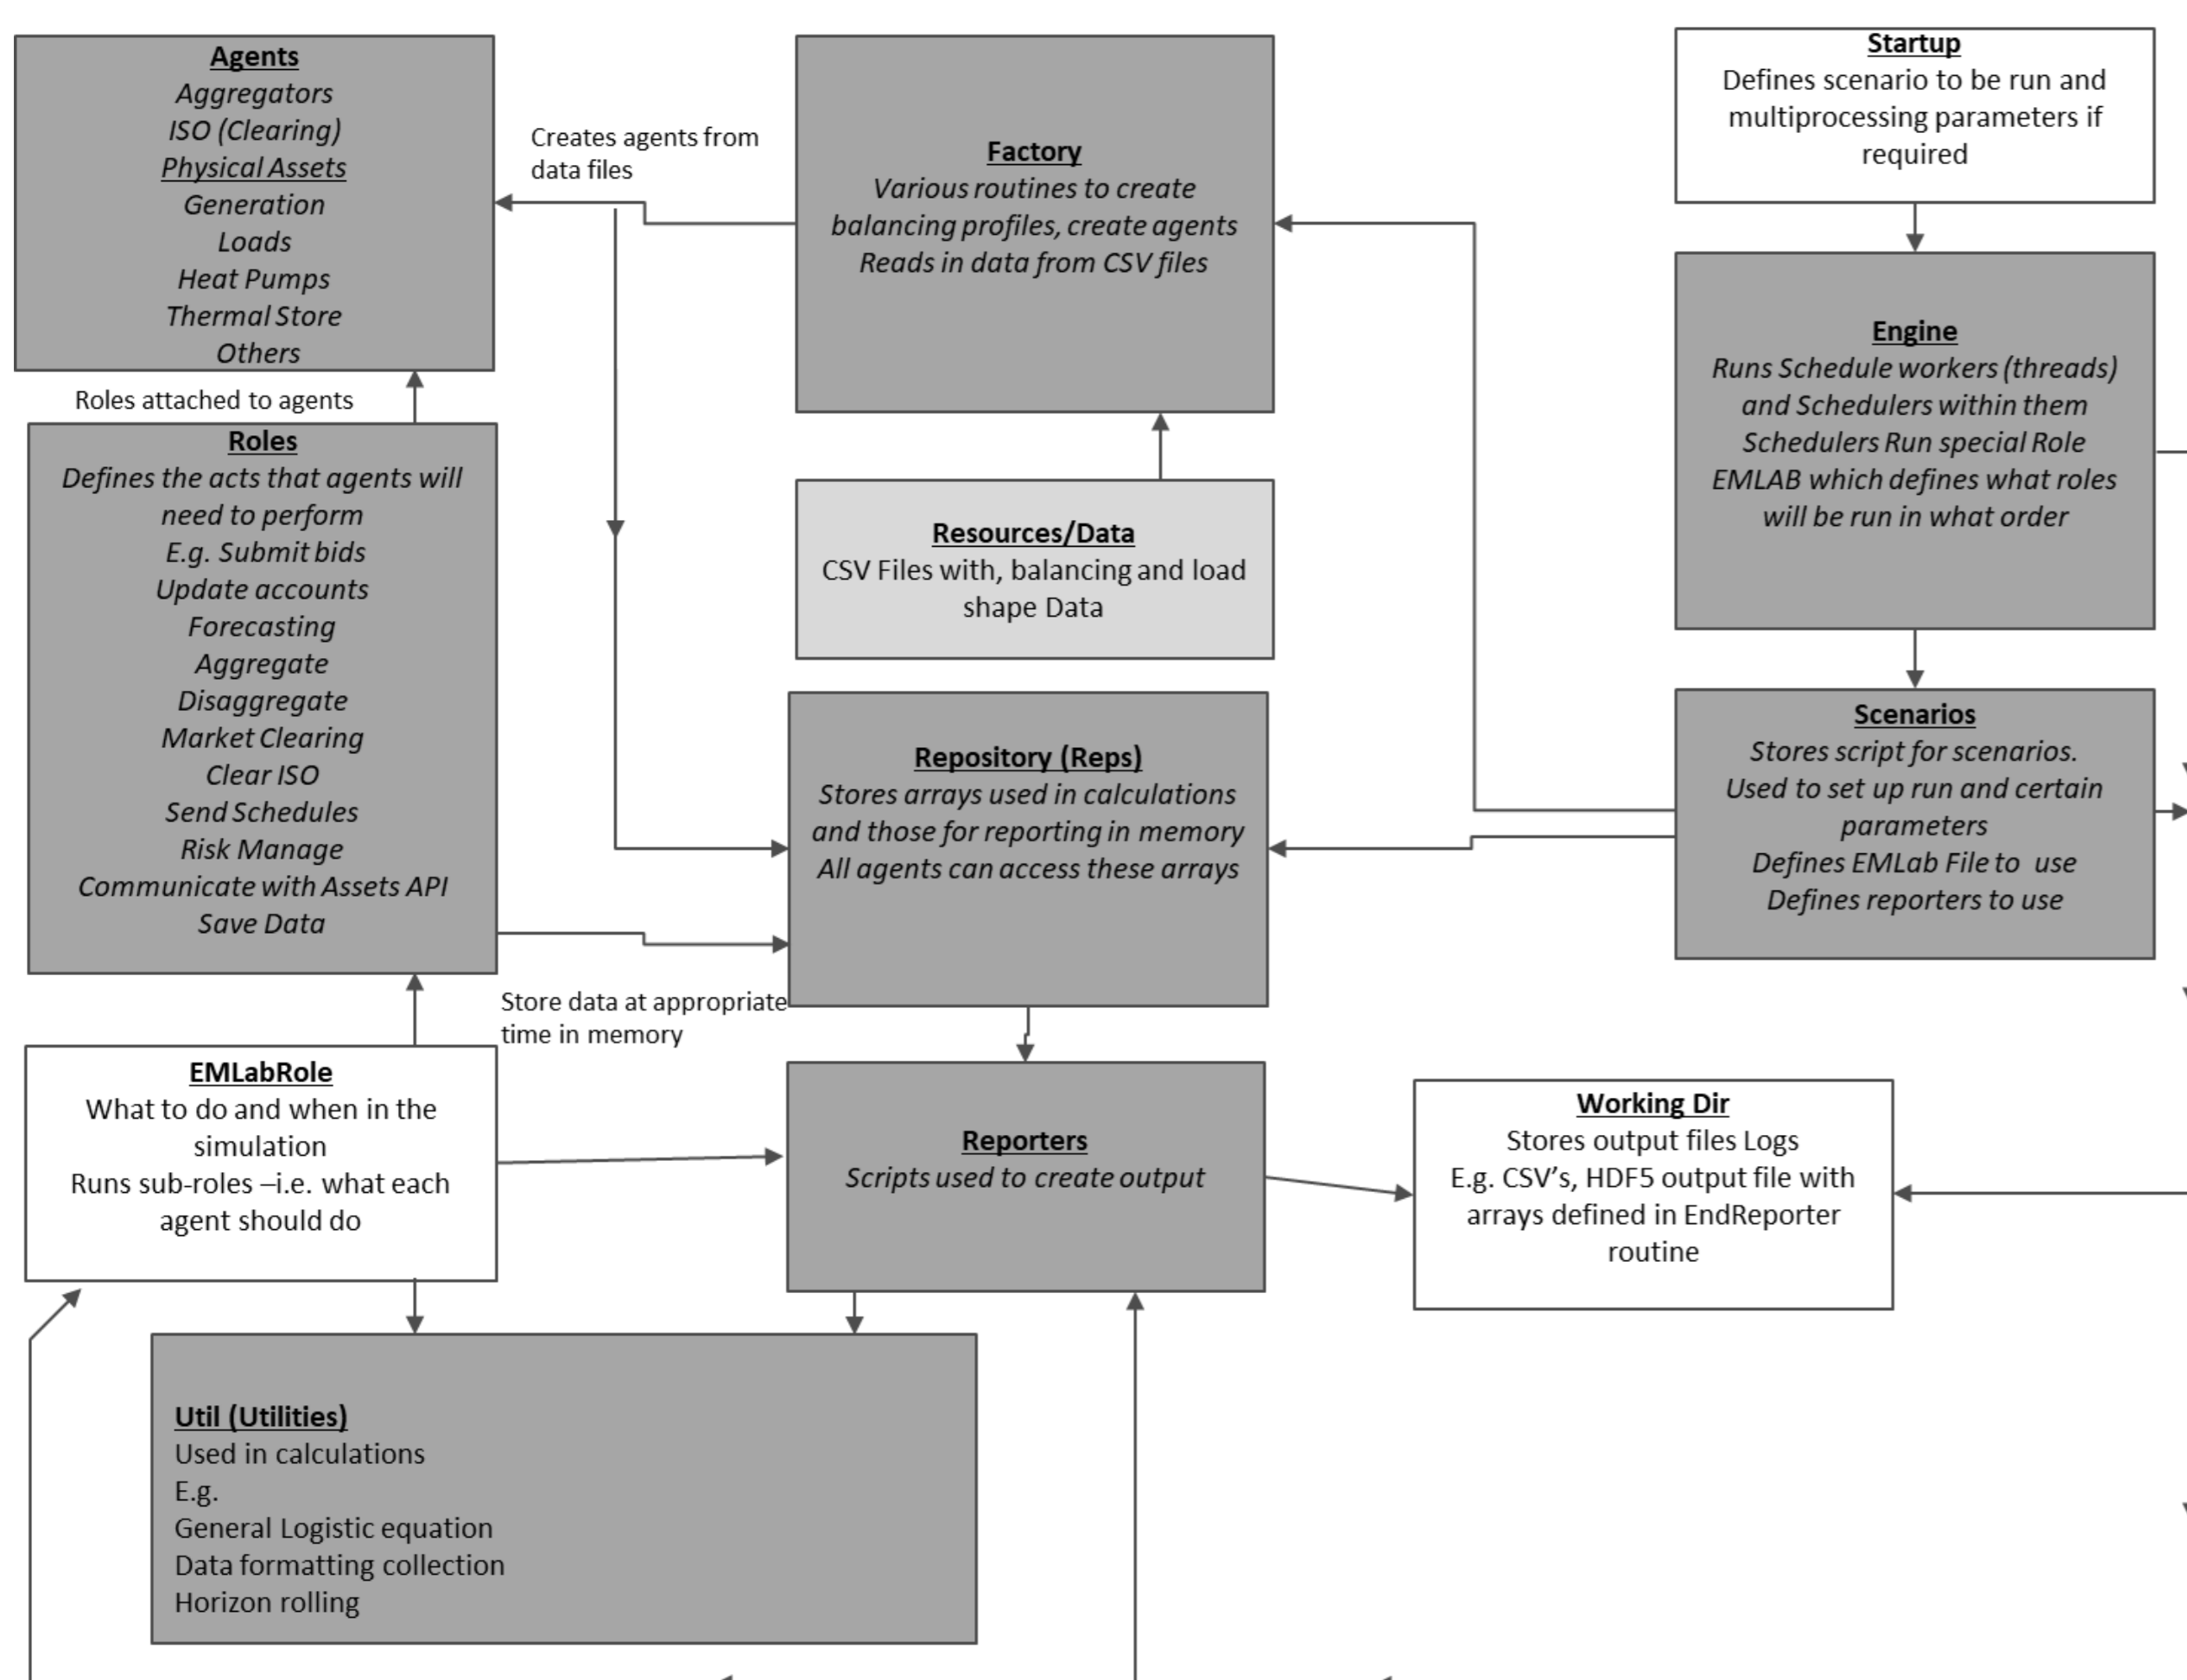 Agents
Aggregators
ISO (Clearing)
Physical Assets
Generation
Loads
Heat Pumps
Thermal Store
Others
Creates agents from
data files
Factory
Various routines to create
balancing profiles, create agents
Reads in data from CSV files
Startup
Defines scenario to be run and
multiprocessing parameters if
required
Engine
Runs Schedule workers (threads)
and Schedulers within them
Schedulers Run special Role
EMLAB which defines what roles
will be run in what order
Roles attached to agents
Roles
Defines the acts that agents will
need to perform
E.g. Submit bids
Update accounts
Forecasting
Aggregate
Disaggregate
Market Clearing
Clear ISO
Send Schedules
Risk Manage
Communicate with Assets API
Save Data
Resources/Data
CSV Files with, balancing and load
shape Data
Repository (Reps)
Stores arrays used in calculations
and those for reporting in memory
All agents can access these arrays
Scenarios
Stores script for scenarios.
Used to set up run and certain
parameters
Defines EMLab File to use
Defines reporters to use
Store data at appropriate
time in memory
EMLabRole
What to do and when in the
simulation
Runs sub-roles –i.e. what each
agent should do
Reporters
Scripts used to create output
Working Dir
Stores output files Logs
E.g. CSV’s, HDF5 output file with
arrays defined in EndReporter
routine
Util (Utilities)
Used in calculations
E.g.
General Logistic equation
Data formatting collection
Horizon rolling